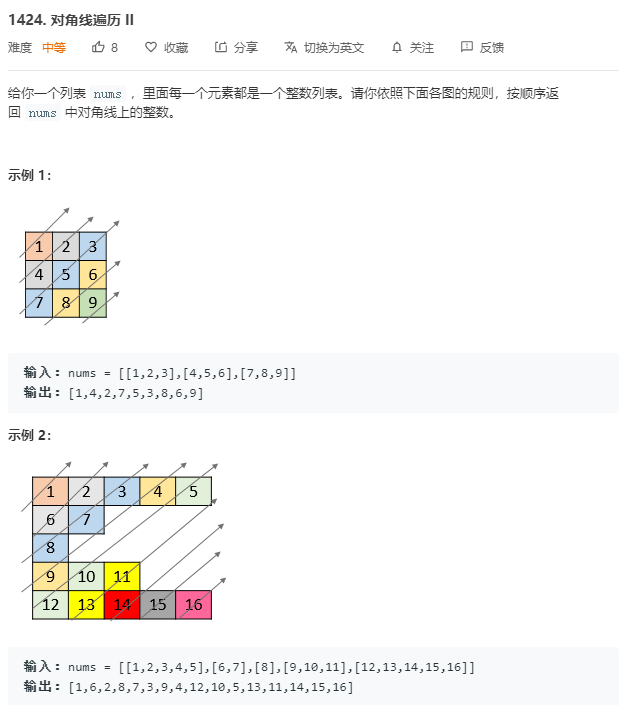 1424. 对角线遍历 II
难度 中等 8 收藏 分享 切换为英文 关注 反馈
给你一个列表 nums ，里面每一个元素都是一个整数列表。请你依照下面各图的规则，按顺序返
回 nums 中对角线上的整数。
示例 1：
1 2 3
4 5 6
7 8 9
输入：nums = [[1,2,3],[4,5,6],[7,8,9]]
输出：[1,4,2,7,5,3,8,6,9]
示例 2：
1 2 3 4 5
6 7
8
9 10 11
12 13 14 15 16
输入：nums = [[1,2,3,4,5],[6,7],[8],[9,10,11],[12,13,14,15,16]]
输出：[1,6,2,8,7,3,9,4,12,10,5,13,11,14,15,16]